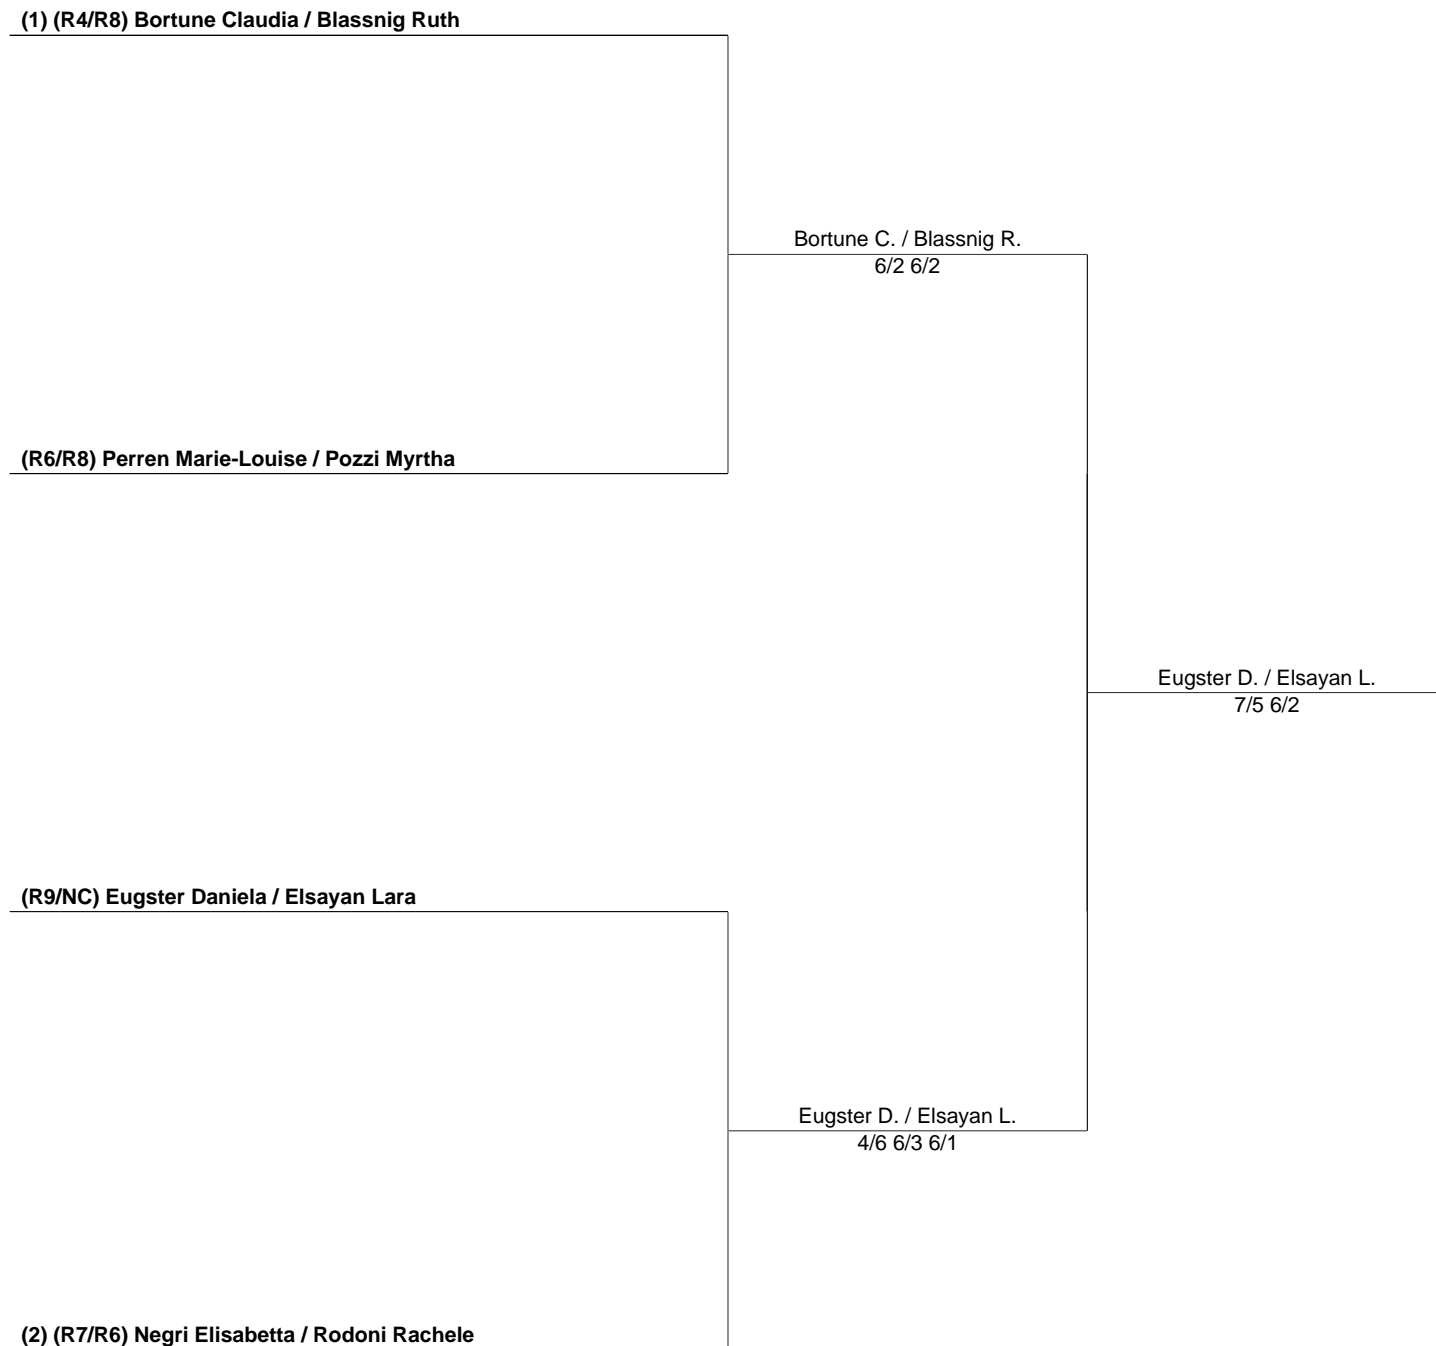 (1) (R4/R8) Bortune Claudia / Blassnig Ruth
Bortune C. / Blassnig R.
6/2 6/2
(R6/R8) Perren Marie-Louise / Pozzi Myrtha
Eugster D. / Elsayan L.
7/5 6/2
(R9/NC) Eugster Daniela / Elsayan Lara
Eugster D. / Elsayan L.
4/6 6/3 6/1
(2) (R7/R6) Negri Elisabetta / Rodoni Rachele